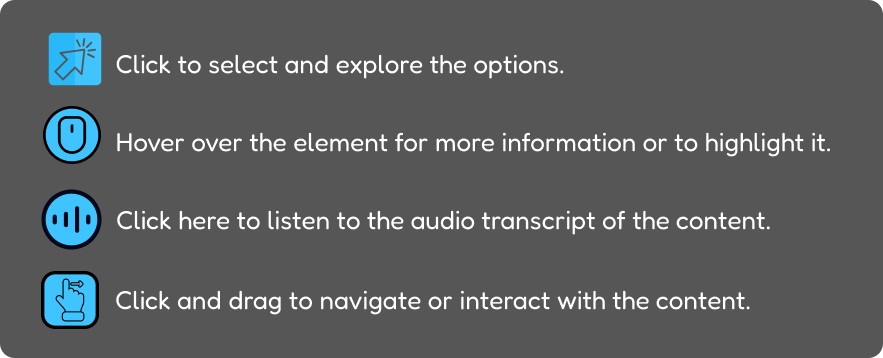 Click to select and explore the options.
Hover over the element for more information or to highlight it.
Click here to listen to the audio transcript of the content.
Click and drag to navigate or interact with the content.